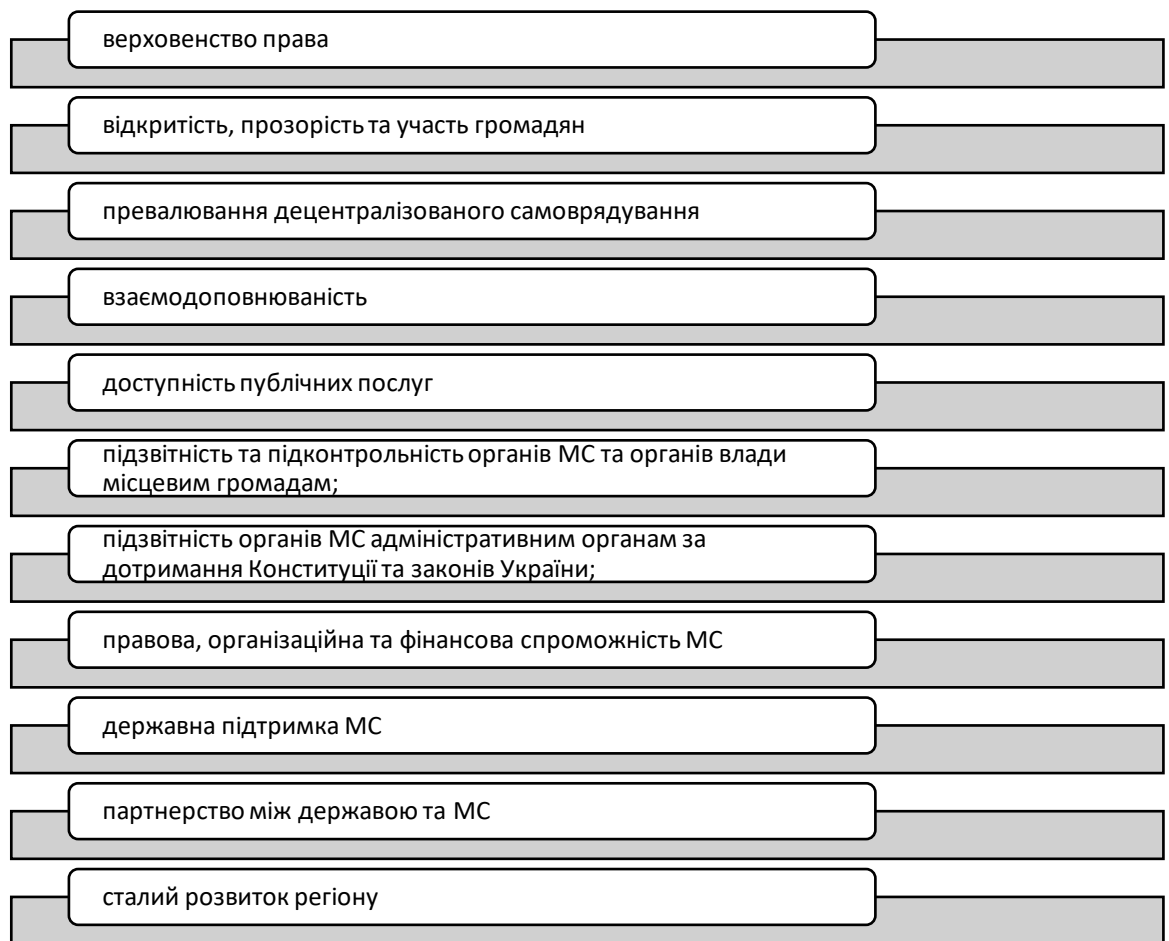 верховенство права
відкритість, прозорість та участь громадян
превалювання децентралізованого самоврядування
взаємодоповнюваність
доступність публічних послуг
підзвітність та підконтрольність органів МС та органів влади
місцевим громадам;
підзвітність органів МС адміністративним органам за
дотримання Конституції та законів України;
правова, організаційна та фінансова спроможність МС
державна підтримка МС
партнерство між державою та МС
сталий розвиток регіону